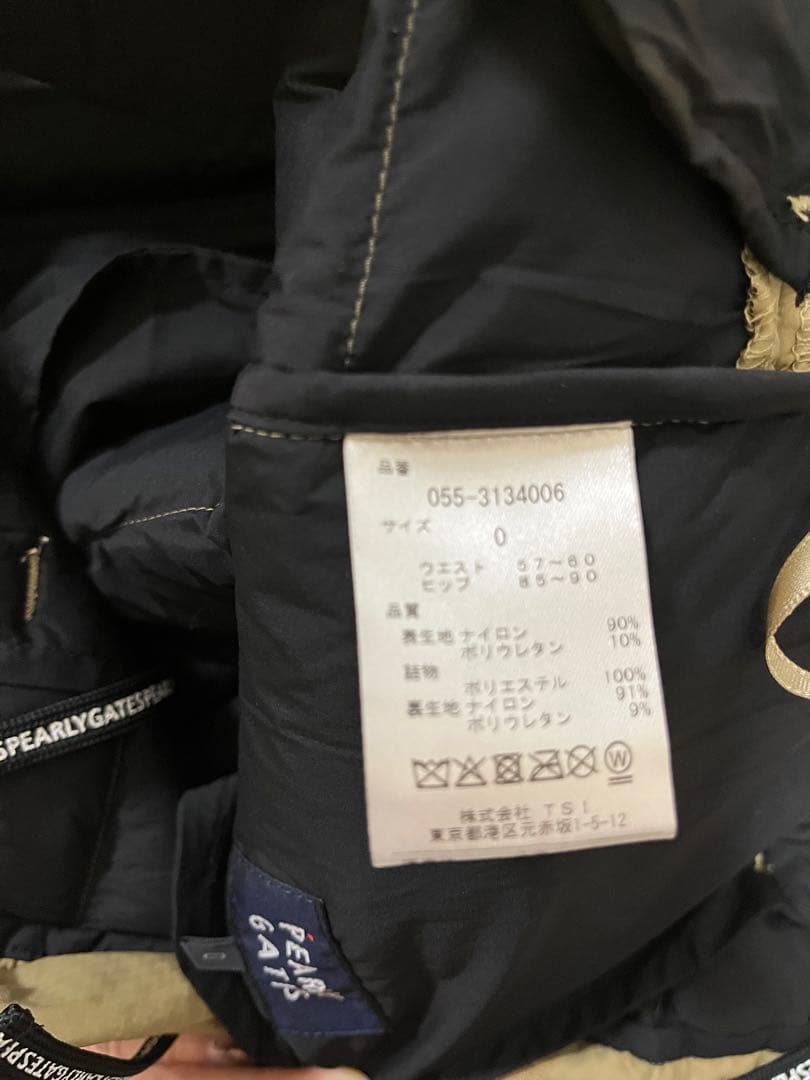 品番
055-3134006
サイズ
0
ウエスト 57〜60
ヒップ 85〜90
品質
表生地 ナイロン 90%
ポリウレタン 10%
詰物
ポリエステル 100%
裏生地 ナイロン 91%
ポリウレタン 9%
W
株式会社 TSI
東京都港区元赤坂1-5-12
SPEARLYGATESPEAR
PEARLY
GATES
0
LYGATESPE
PEARLYGATESPEA